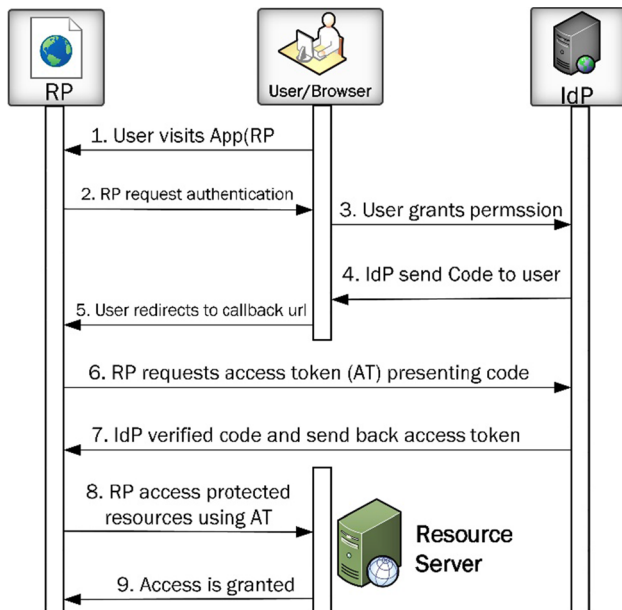 RP
User/Browser
IdP
1. User visits App(RP
2. RP request authentication
3. User grants permssion
4. IdP send Code to user
5. User redirects to callback url
6. RP requests access token (AT) presenting code
7. IdP verified code and send back access token
8. RP access protected
resources using AT
Resource
Server
9. Access is granted